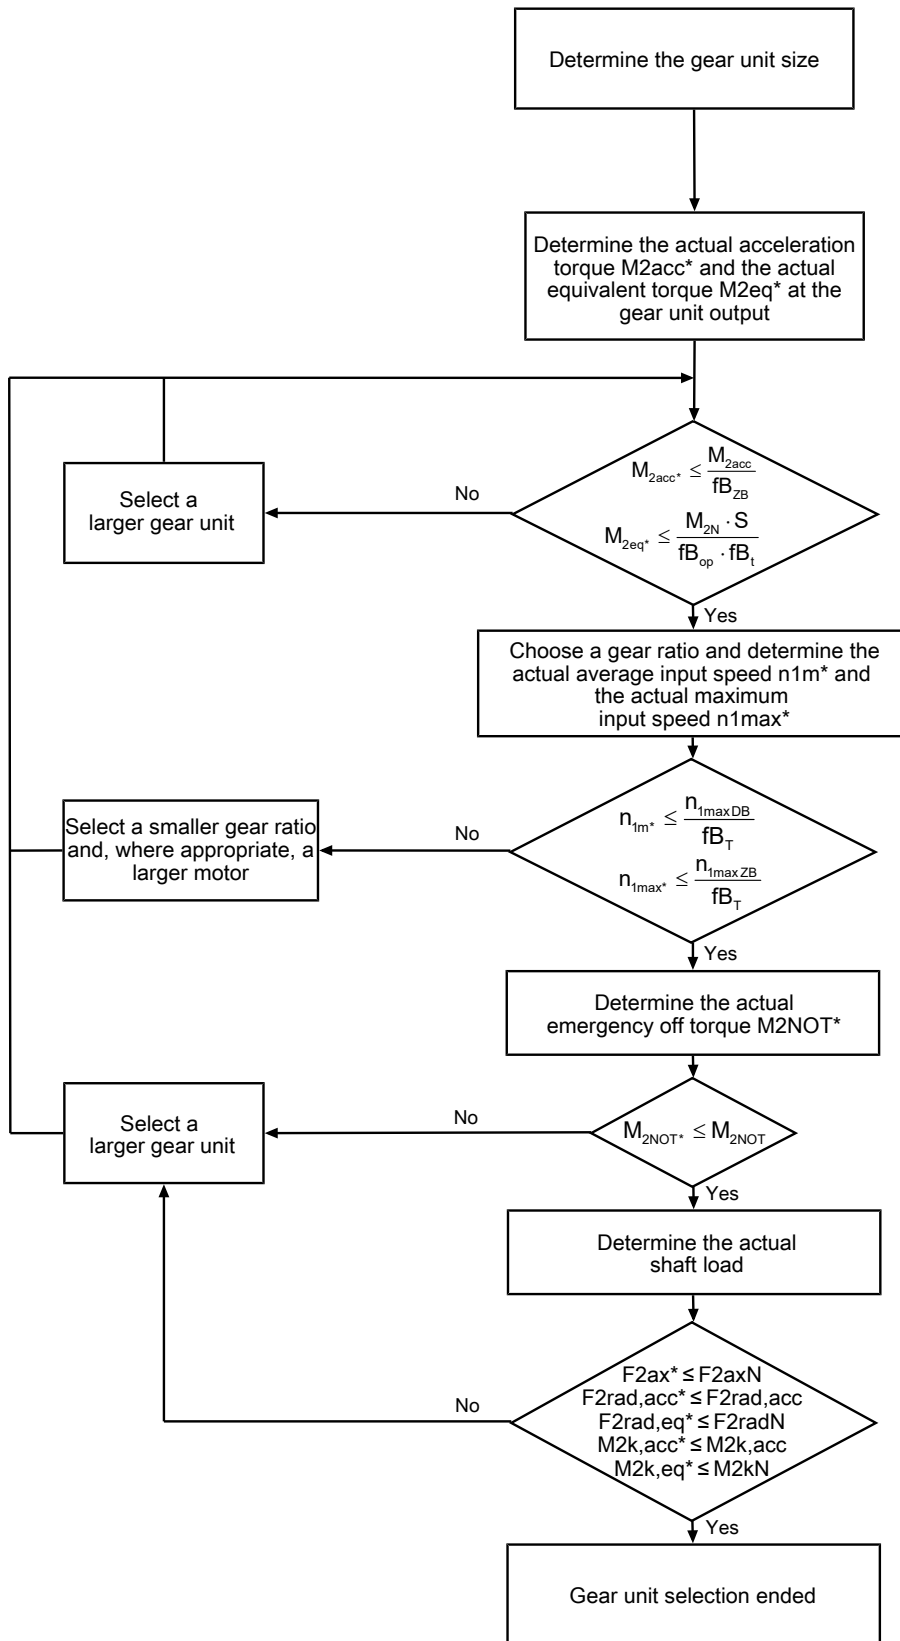 Determine the gear unit size
Determine the actual acceleration
torque M2acc* and the actual
equivalent torque M2eq* at the
gear unit output
M2acc* ≤ M2acc / fBZB
M2eq* ≤ M2N · S / fBop · fBt
No
Select a
larger gear unit
Yes
Choose a gear ratio and determine the
actual average input speed n1m* and
the actual maximum
input speed n1max*
n1m* ≤ n1maxDB / fBT
n1max* ≤ n1maxZB / fBT
No
Select a smaller gear ratio
and, where appropriate, a
larger motor
Yes
Determine the actual
emergency off torque M2NOT*
M2NOT* ≤ M2NOT
No
Select a
larger gear unit
Yes
Determine the actual
shaft load
F2ax* ≤ F2axN
F2rad,acc* ≤ F2rad,acc
F2rad,eq* ≤ F2radN
M2k,acc* ≤ M2k,acc
M2k,eq* ≤ M2kN
No
Yes
Gear unit selection ended